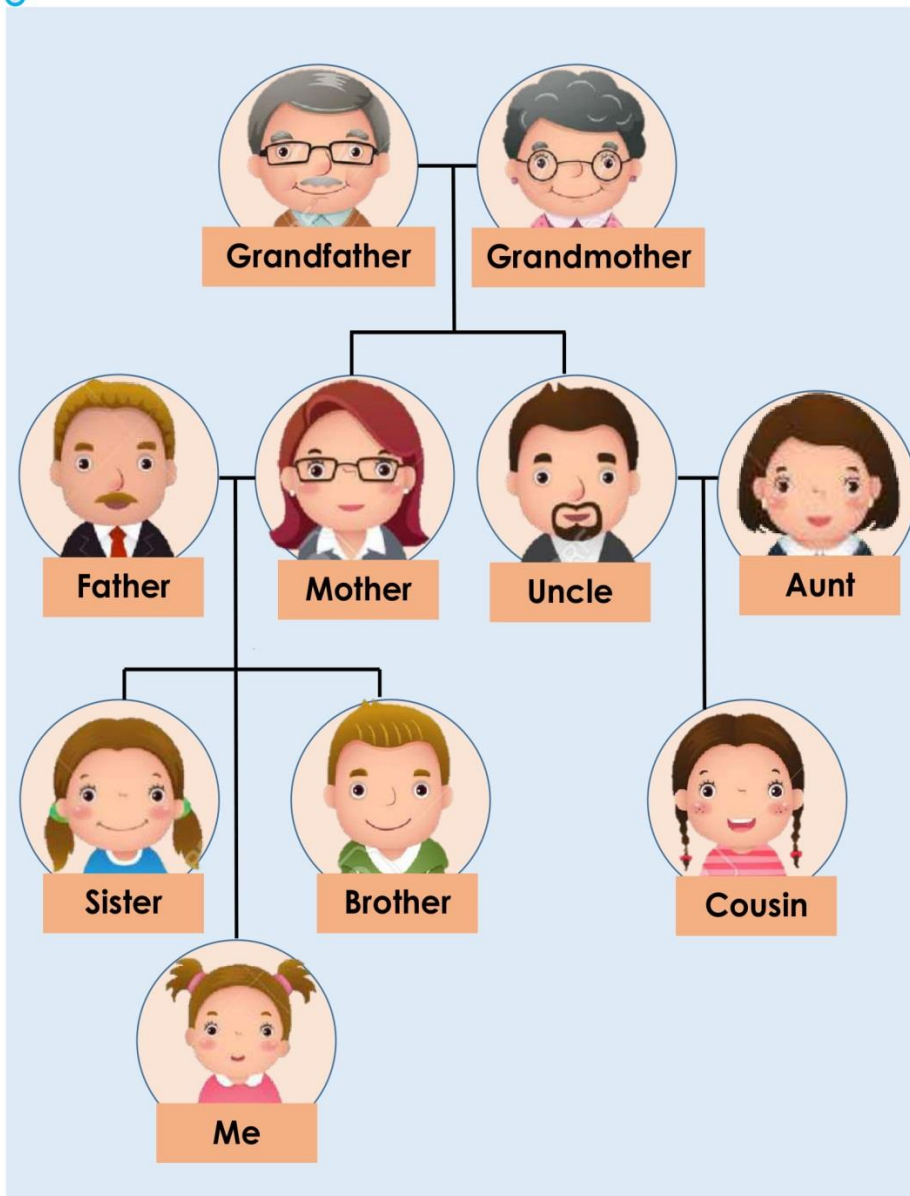 Grandfather
Grandmother
Father
Mother
Uncle
Aunt
Sister
Brother
Cousin
Me